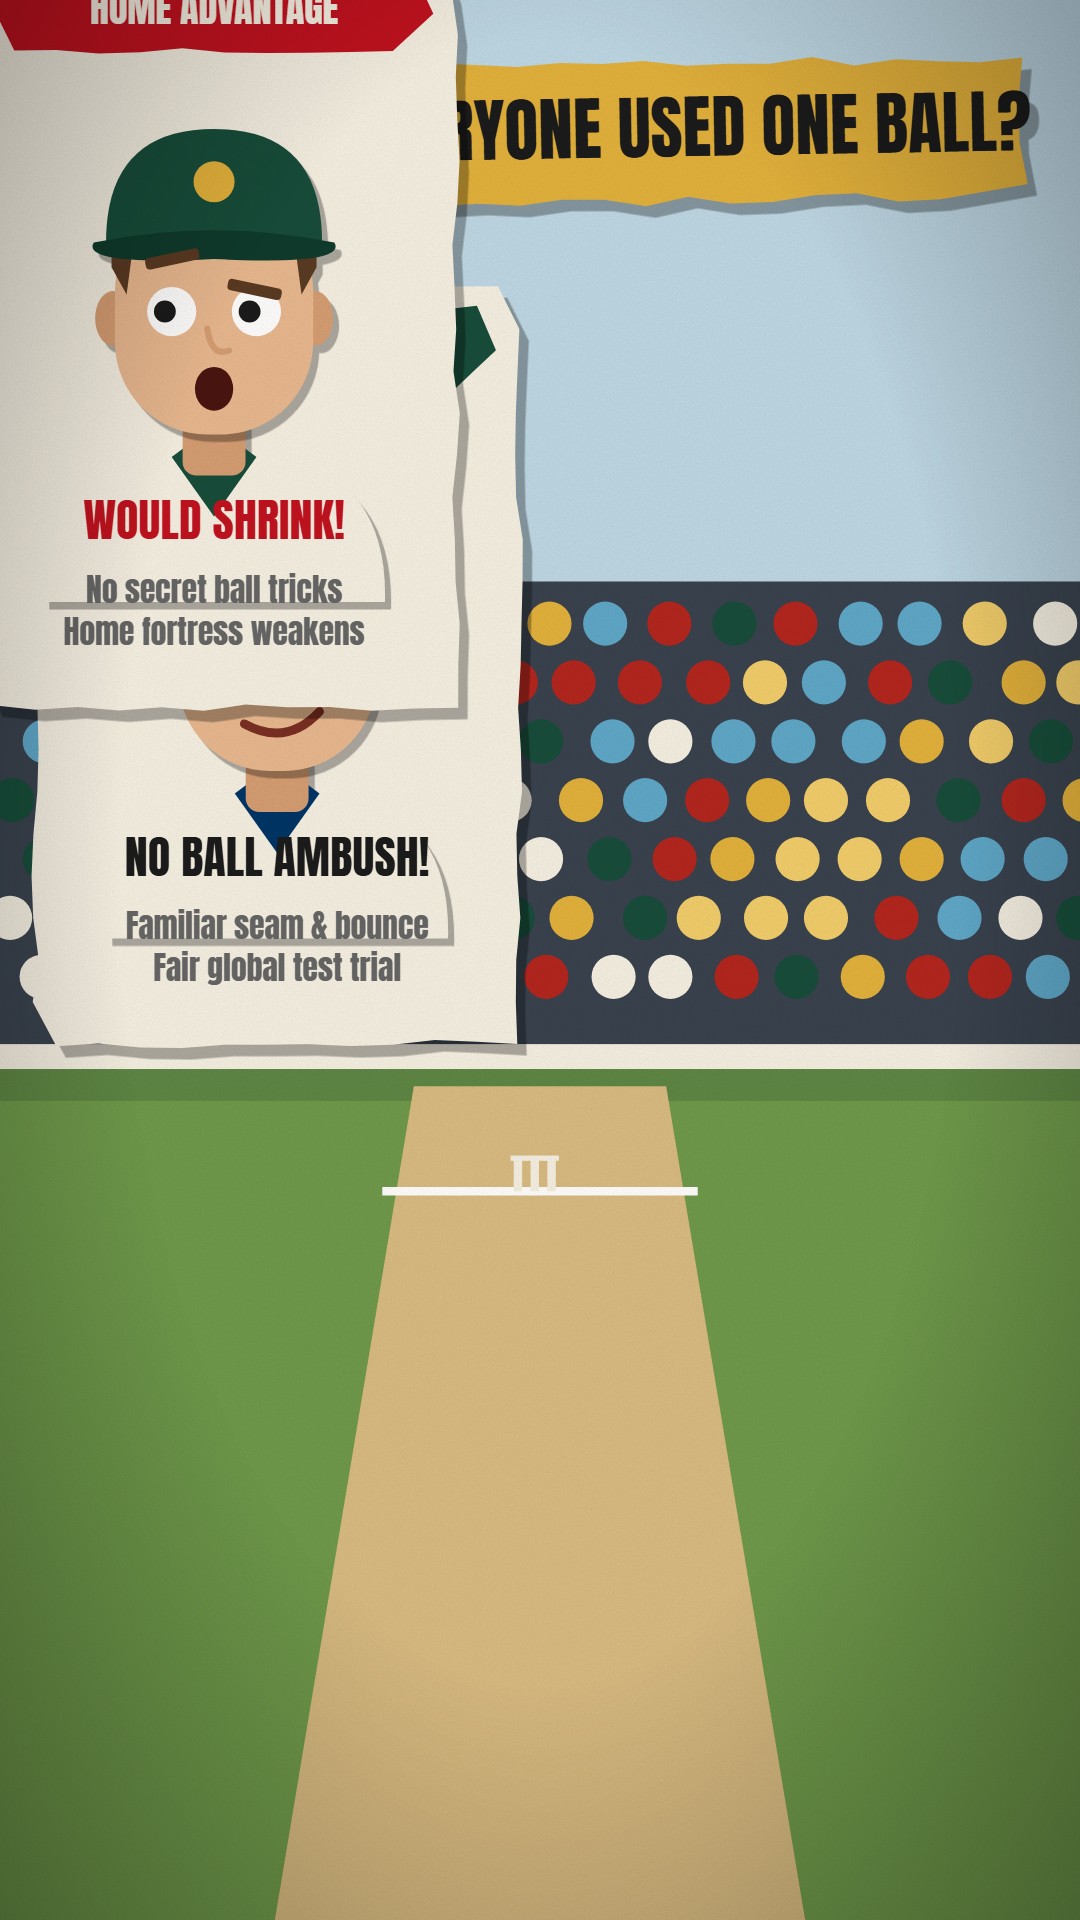 HOME ADVANTAGE
RYONE USED ONE BALL?
WOULD SHRINK!
No secret ball tricks
Home fortress weakens
NO BALL AMBUSH!
Familiar seam & bounce
Fair global test trial